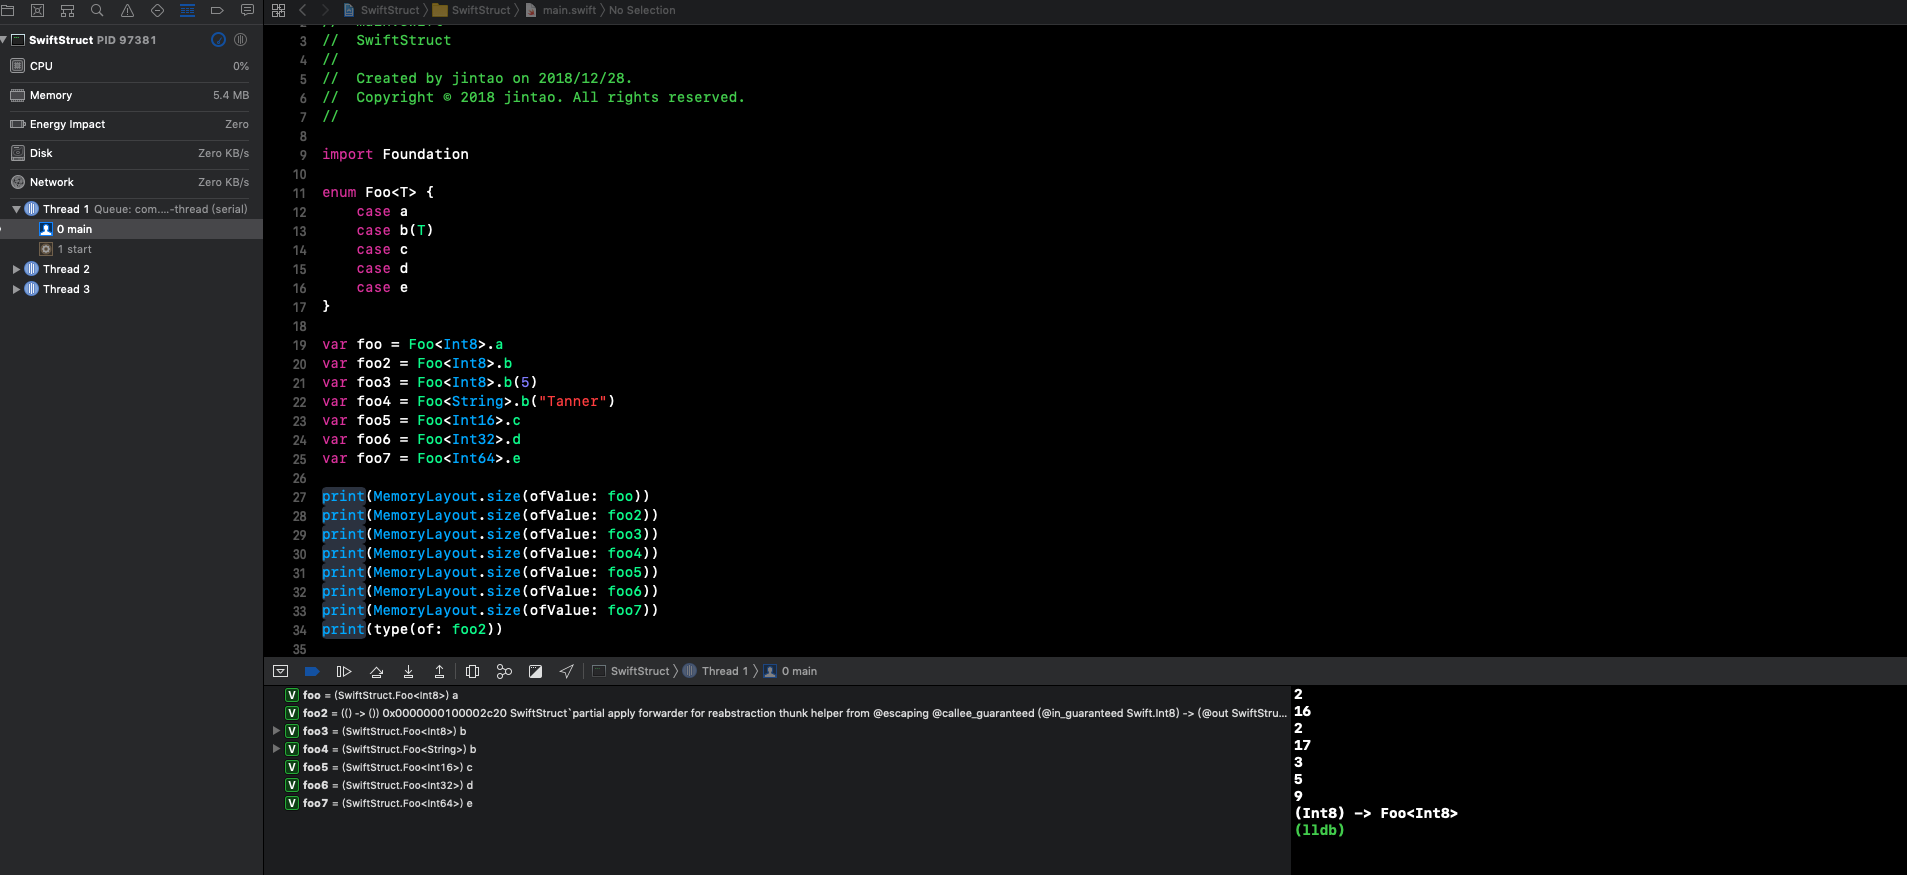 SwiftStruct PID 97381
CPU 0%
Memory 5.4 MB
Energy Impact Zero
Disk Zero KB/s
Network Zero KB/s
Thread 1 Queue: com....-thread (serial)
0 main
1 start
Thread 2
Thread 3
SwiftStruct SwiftStruct main.swift No Selection
2 // main.swift
3 // SwiftStruct
4 //
5 // Created by jintao on 2018/12/28.
6 // Copyright © 2018 jintao. All rights reserved.
7 //
8
9 import Foundation
10
11 enum Foo<T> {
12 case a
13 case b(T)
14 case c
15 case d
16 case e
17 }
18
19 var foo = Foo<Int8>.a
20 var foo2 = Foo<Int8>.b
21 var foo3 = Foo<Int8>.b(5)
22 var foo4 = Foo<String>.b("Tanner")
23 var foo5 = Foo<Int16>.c
24 var foo6 = Foo<Int32>.d
25 var foo7 = Foo<Int64>.e
26
27 print(MemoryLayout.size(ofValue: foo))
28 print(MemoryLayout.size(ofValue: foo2))
29 print(MemoryLayout.size(ofValue: foo3))
30 print(MemoryLayout.size(ofValue: foo4))
31 print(MemoryLayout.size(ofValue: foo5))
32 print(MemoryLayout.size(ofValue: foo6))
33 print(MemoryLayout.size(ofValue: foo7))
34 print(type(of: foo2))
35
SwiftStruct Thread 1 0 main
V foo = (SwiftStruct.Foo<Int8>) a
V foo2 = (() -> ()) 0x0000000100002c20 SwiftStruct`partial apply forwarder for reabstraction thunk helper from @escaping @callee_guaranteed (@in_guaranteed Swift.Int8) -> (@out SwiftStru...
V foo3 = (SwiftStruct.Foo<Int8>) b
V foo4 = (SwiftStruct.Foo<String>) b
V foo5 = (SwiftStruct.Foo<Int16>) c
V foo6 = (SwiftStruct.Foo<Int32>) d
V foo7 = (SwiftStruct.Foo<Int64>) e
2
16
2
17
3
5
9
(Int8) -> Foo<Int8>
(lldb)